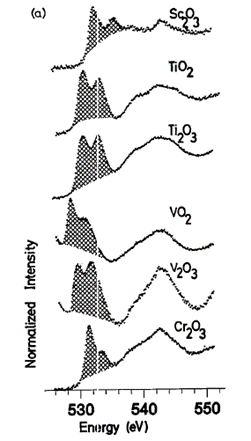 (a)
Sc2O3
TiO2
Ti2O3
VO2
V2O3
Cr2O3
Normalized Intensity
530 540 550
Energy (eV)